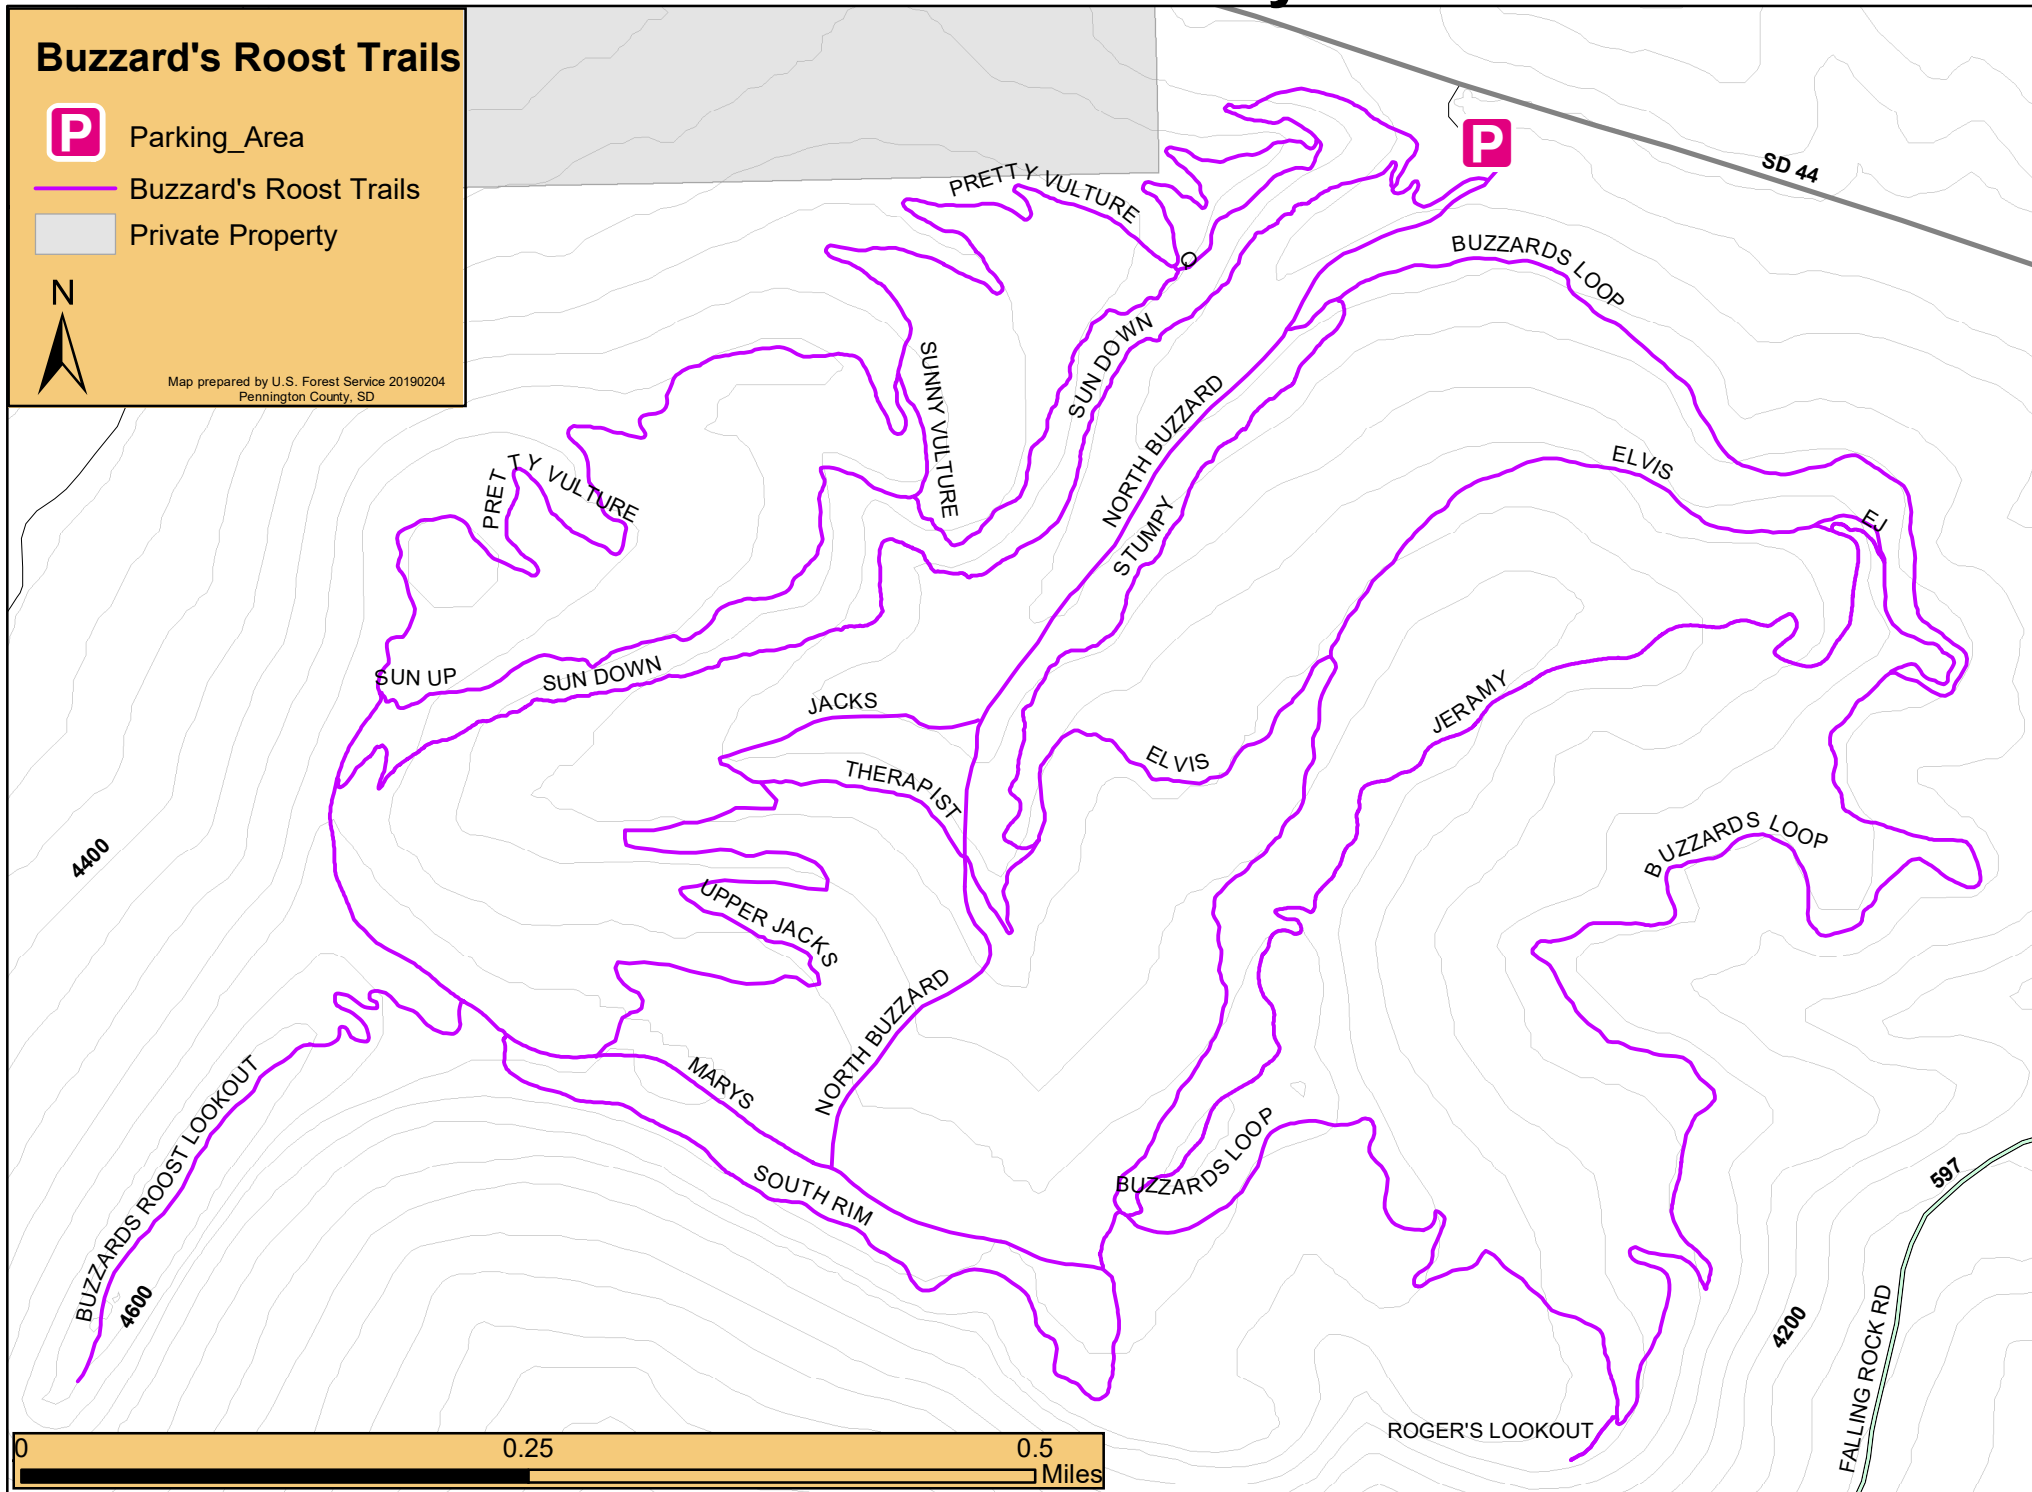 Buzzard's Roost Trails
P
Parking_Area
Buzzard's Roost Trails
Private Property
N
Map prepared by U.S. Forest Service 20190204
Pennington County, SD
P
SD 44
PRETTY VULTURE
BUZZARDS LOOP
Q
SUN DOWN
SUNNY VULTURE
NORTH BUZZARD
STUMPY
ELVIS
EJ
PRETTY VULTURE
SUN UP
SUN DOWN
JACKS
JERAMY
ELVIS
THERAPIST
BUZZARDS LOOP
4400
UPPER JACKS
NORTH BUZZARD
MARYS
BUZZARDS ROOST LOOKOUT
BUZZARDS LOOP
SOUTH RIM
597
4600
4200
FALLING ROCK RD
ROGER'S LOOKOUT
0 0.25 0.5
Miles